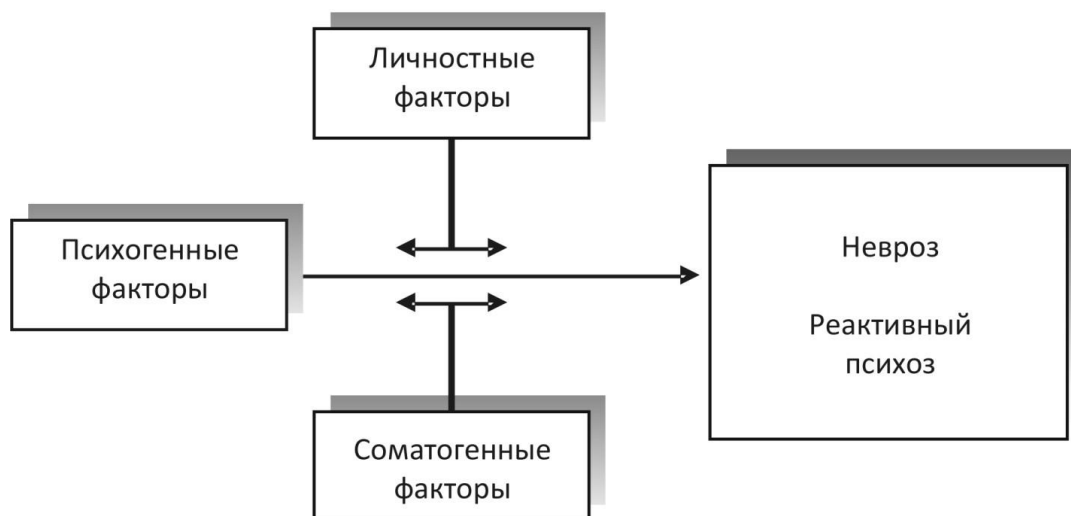 Личностные
факторы
Психогенные
факторы
Невроз
Реактивный
психоз
Соматогенные
факторы